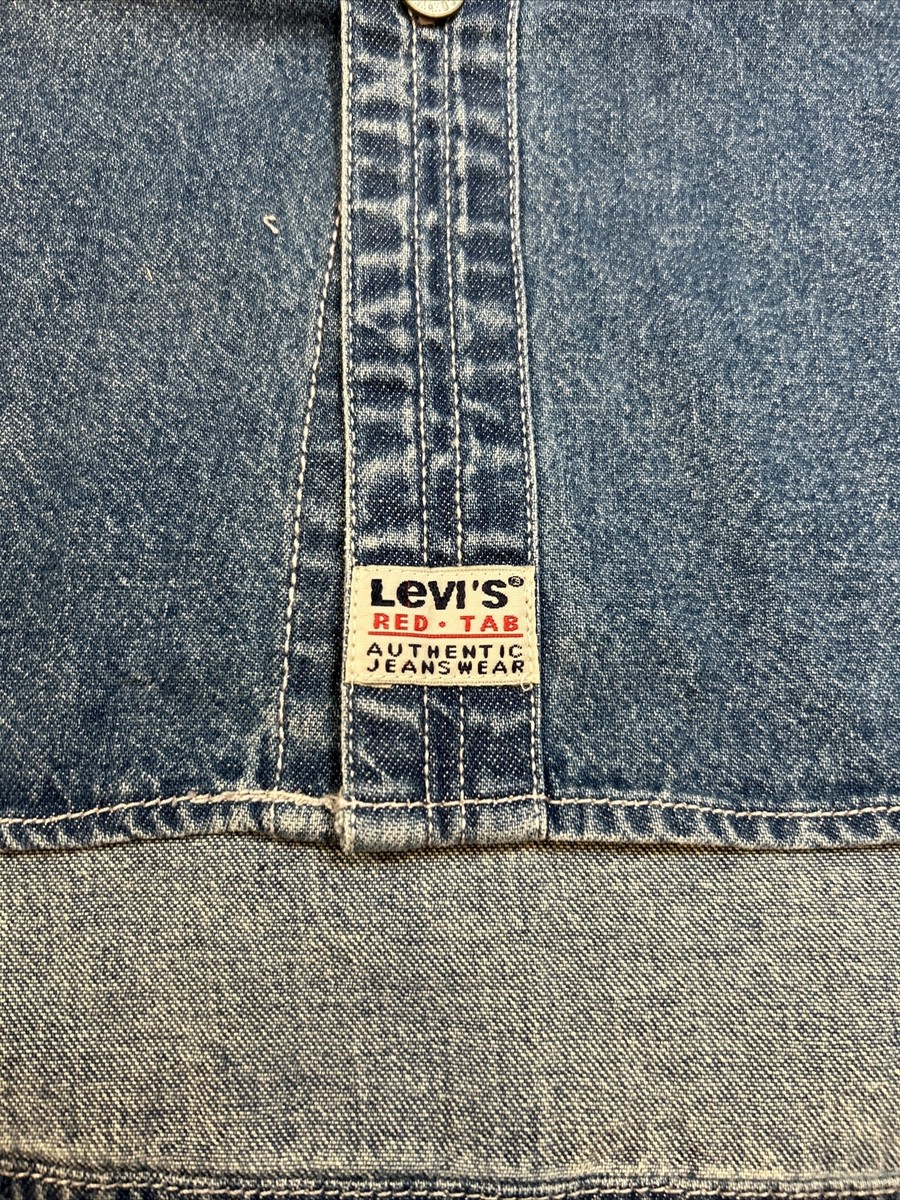 Levi's®
RED • TAB
AUTHENTIC
JEANSWEAR